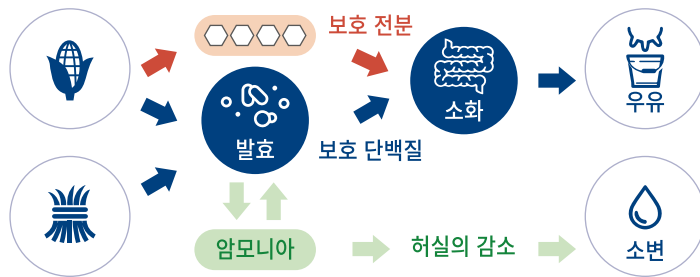 보호 전분
발효
보호 단백질
소화
우유
암모니아
허실의 감소
소변